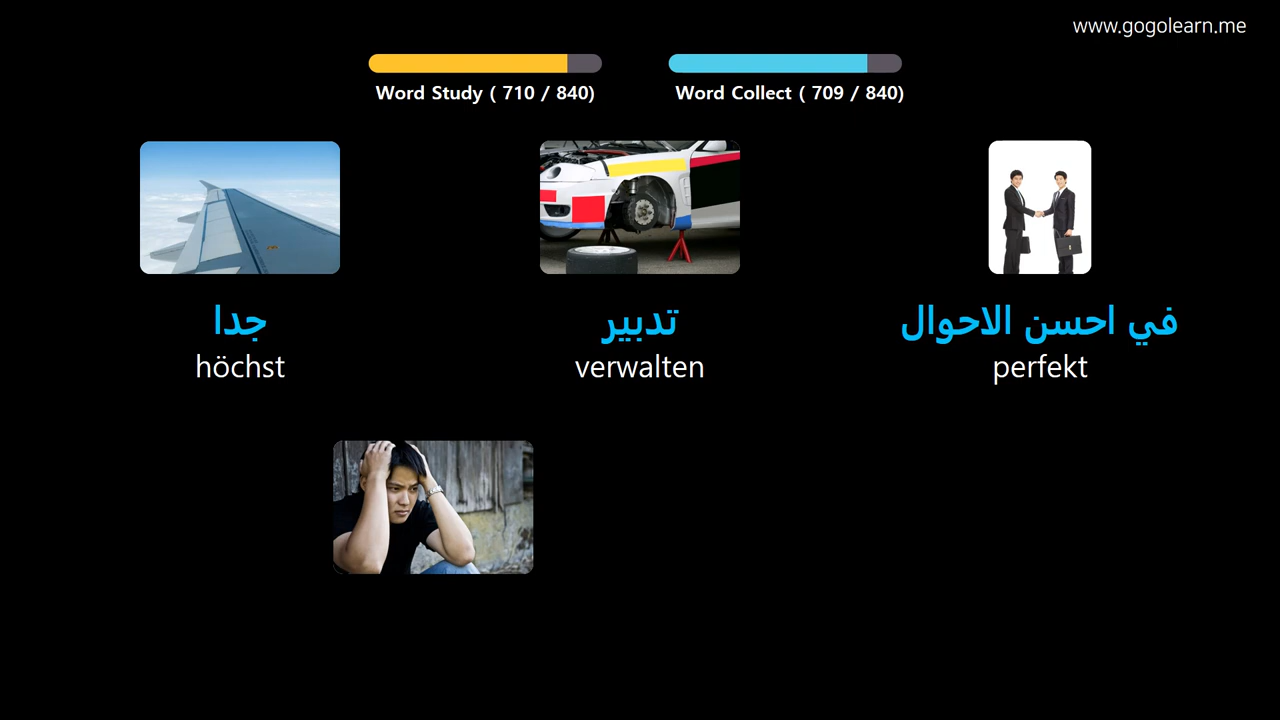 www.gogolearn.me
Word Study ( 710 / 840)
Word Collect ( 709 / 840)
جدا
höchst
تدبير
verwalten
في احسن الاحوال
perfekt